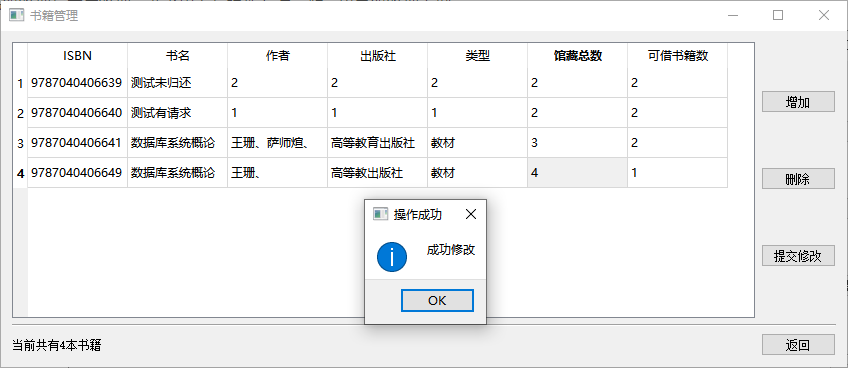 书籍管理
ISBN 书名 作者 出版社 类型 馆藏总数 可借书籍数
1 9787040406639 测试未归还 2 2 2 2 2
2 9787040406640 测试有请求 1 1 1 2 2
3 9787040406641 数据库系统概论 王珊、萨师煊、 高等教育出版社 教材 3 2
4 9787040406649 数据库系统概论 王珊、 高等教出版社 教材 4 1
增加
删除
提交修改
操作成功
成功修改
OK
当前共有4本书籍
返回